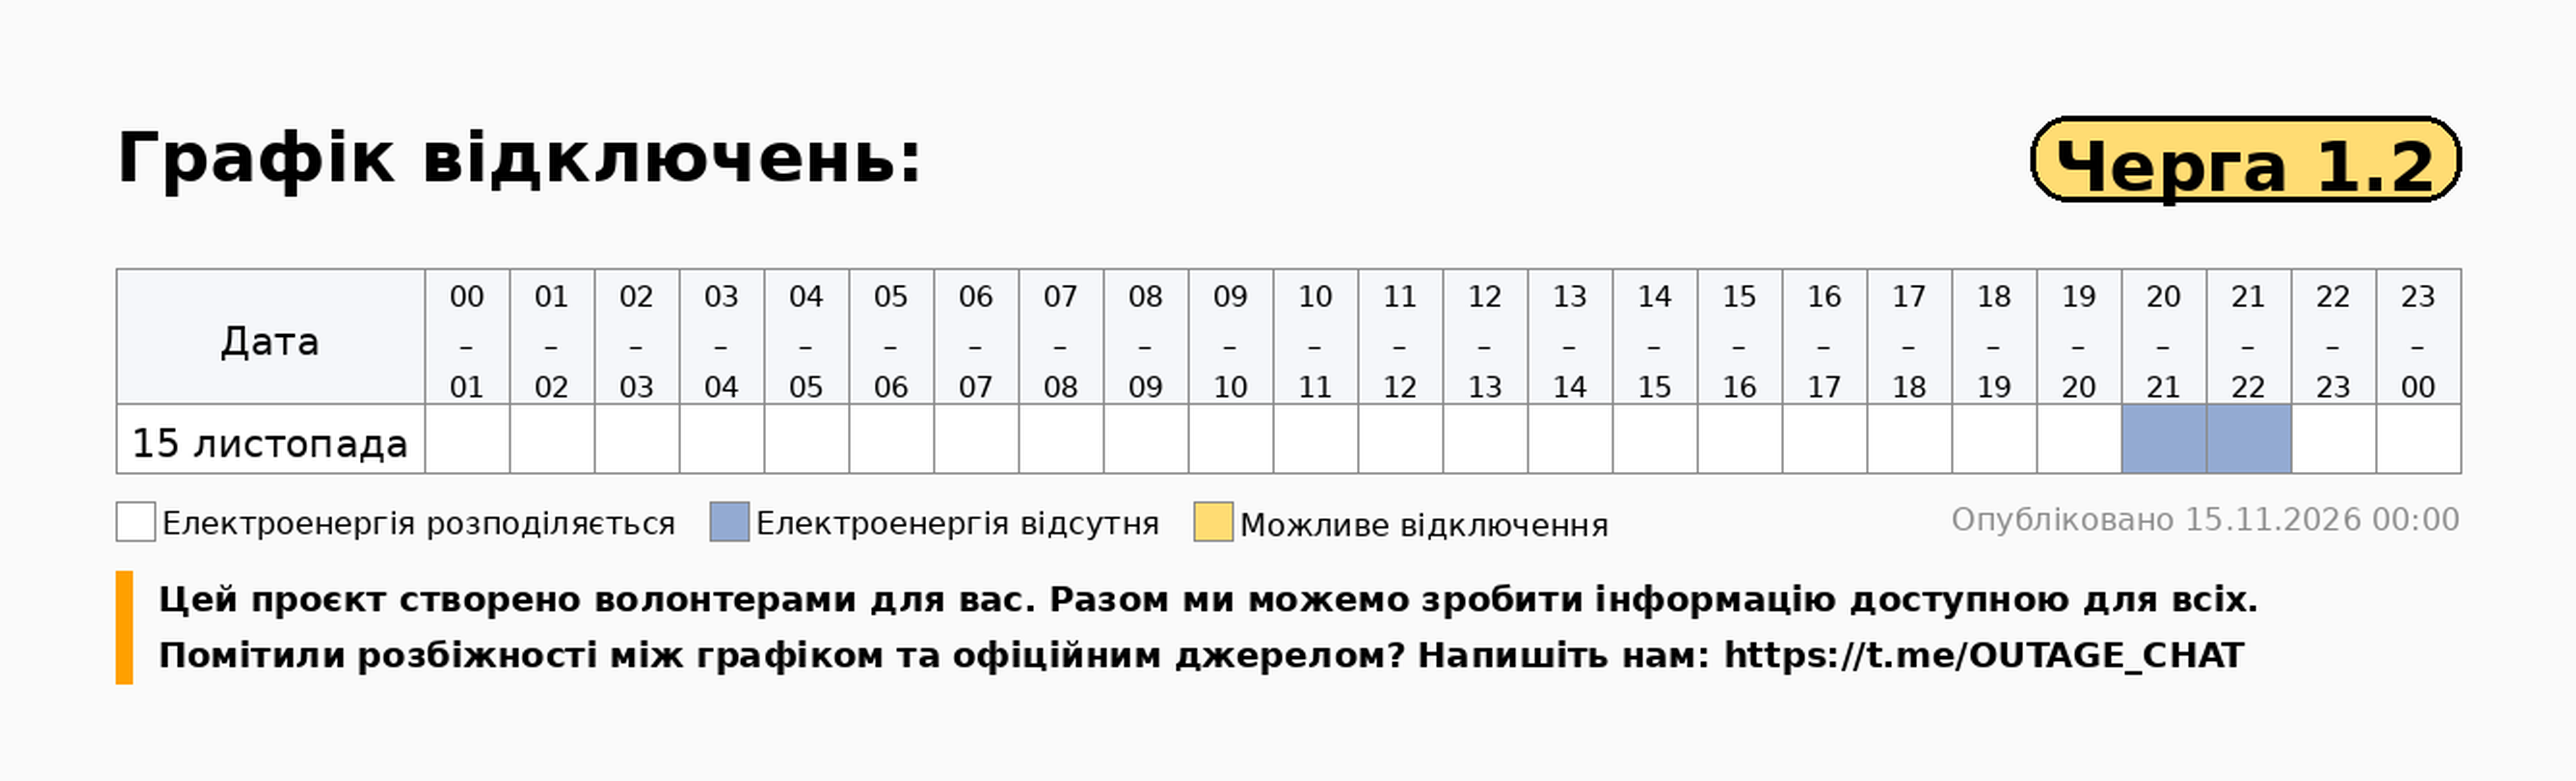 Графік відключень:
Черга 1.2
Дата 00–01 01–02 02–03 03–04 04–05 05–06 06–07 07–08 08–09 09–10 10–11 11–12 12–13 13–14 14–15 15–16 16–17 17–18 18–19 19–20 20–21 21–22 22–23 23–00
15 листопада
Електроенергія розподіляється Електроенергія відсутня Можливе відключення
Опубліковано 15.11.2026 00:00
Цей проєкт створено волонтерами для вас. Разом ми можемо зробити інформацію доступною для всіх.
Помітили розбіжності між графіком та офіційним джерелом? Напишіть нам: https://t.me/OUTAGE_CHAT